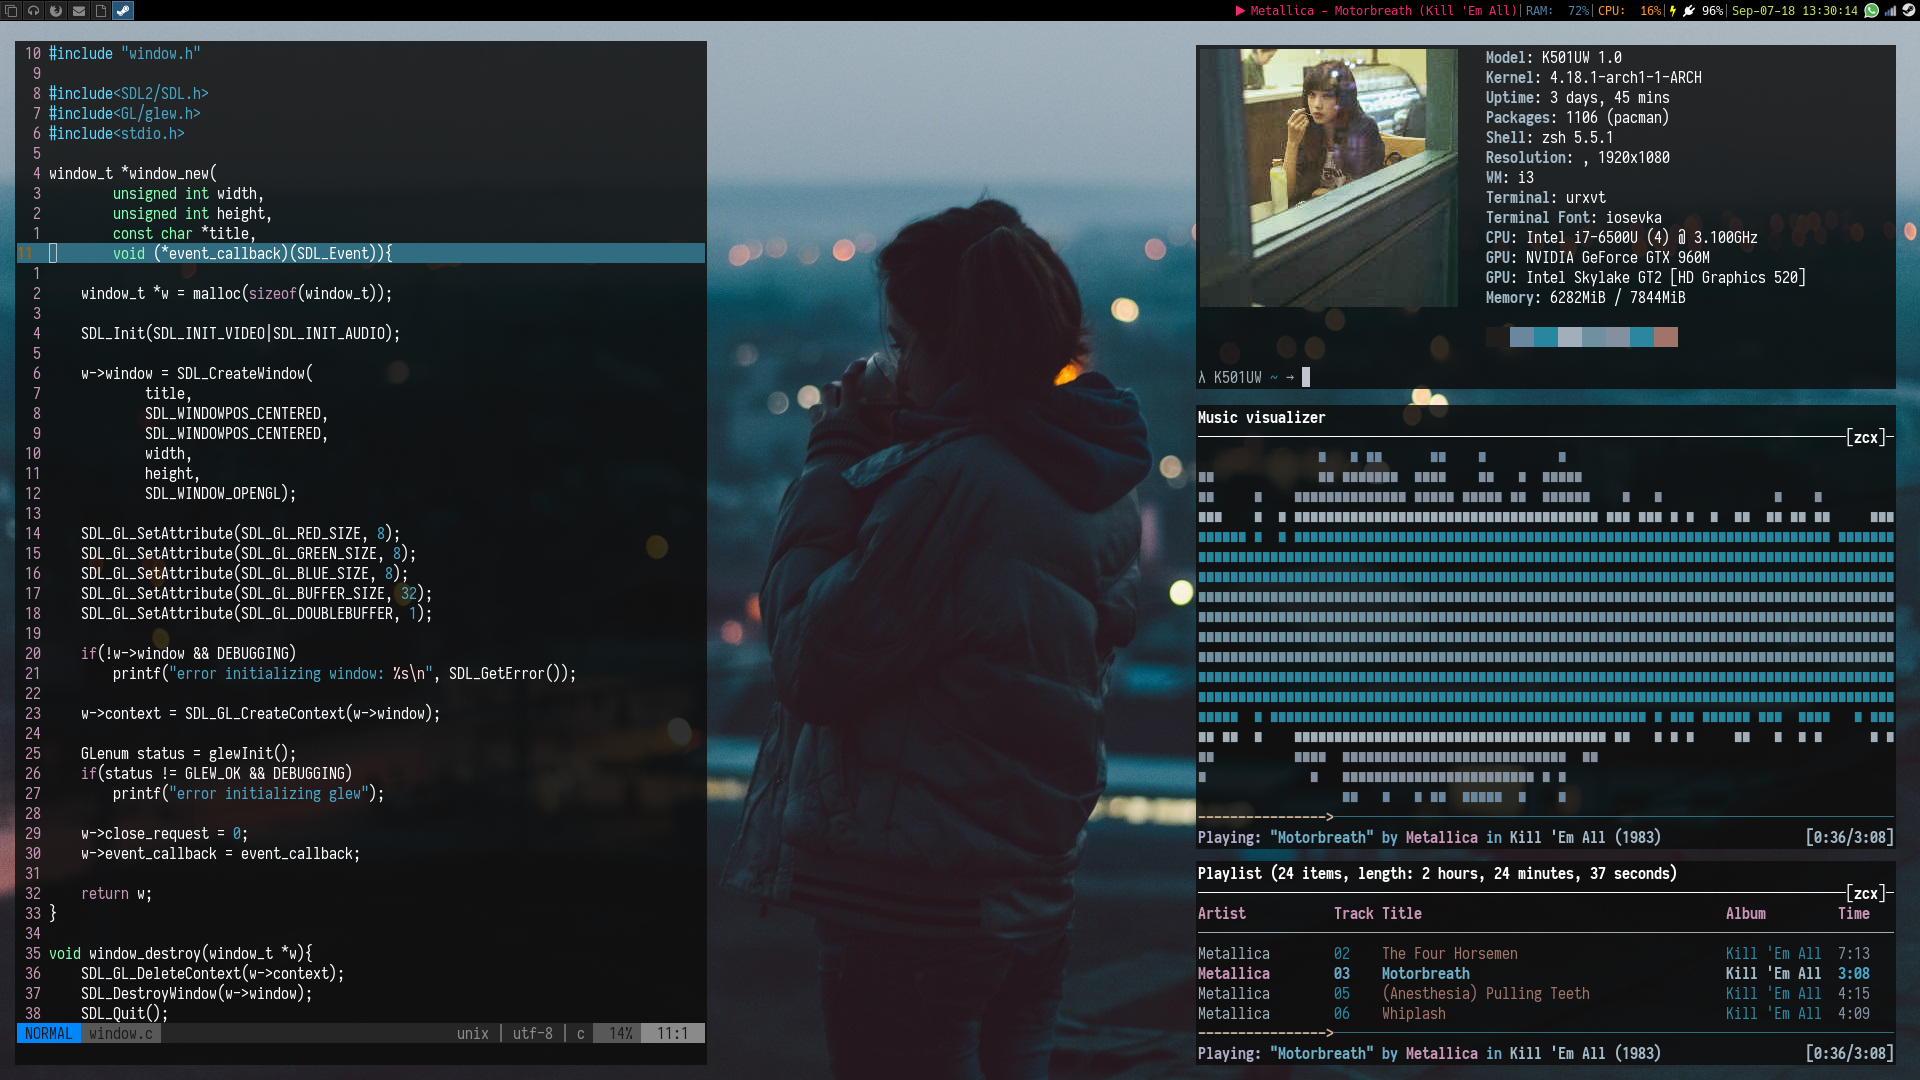 Metallica - Motorbreath (Kill 'Em All)| RAM: 72%| CPU: 16%| 96%| Sep-07-18 13:30:14
10 #include "window.h"
9
8 #include<SDL2/SDL.h>
7 #include<GL/glew.h>
6 #include<stdio.h>
5
4 window_t *window_new(
3 unsigned int width,
2 unsigned int height,
1 const char *title,
11 void (*event_callback)(SDL_Event)){
1
2 window_t *w = malloc(sizeof(window_t));
3
4 SDL_Init(SDL_INIT_VIDEO|SDL_INIT_AUDIO);
5
6 w->window = SDL_CreateWindow(
7 title,
8 SDL_WINDOWPOS_CENTERED,
9 SDL_WINDOWPOS_CENTERED,
10 width,
11 height,
12 SDL_WINDOW_OPENGL);
13
14 SDL_GL_SetAttribute(SDL_GL_RED_SIZE, 8);
15 SDL_GL_SetAttribute(SDL_GL_GREEN_SIZE, 8);
16 SDL_GL_SetAttribute(SDL_GL_BLUE_SIZE, 8);
17 SDL_GL_SetAttribute(SDL_GL_BUFFER_SIZE, 32);
18 SDL_GL_SetAttribute(SDL_GL_DOUBLEBUFFER, 1);
19
20 if(!w->window && DEBUGGING)
21 printf("error initializing window: %s\n", SDL_GetError());
22
23 w->context = SDL_GL_CreateContext(w->window);
24
25 GLenum status = glewInit();
26 if(status != GLEW_OK && DEBUGGING)
27 printf("error initializing glew");
28
29 w->close_request = 0;
30 w->event_callback = event_callback;
31
32 return w;
33 }
34
35 void window_destroy(window_t *w){
36 SDL_GL_DeleteContext(w->context);
37 SDL_DestroyWindow(w->window);
38 SDL_Quit();
NORMAL window.c unix | utf-8 | c 14% 11:1
Model: K501UW 1.0
Kernel: 4.18.1-arch1-1-ARCH
Uptime: 3 days, 45 mins
Packages: 1106 (pacman)
Shell: zsh 5.5.1
Resolution: , 1920x1080
WM: i3
Terminal: urxvt
Terminal Font: iosevka
CPU: Intel i7-6500U (4) @ 3.100GHz
GPU: NVIDIA GeForce GTX 960M
GPU: Intel Skylake GT2 [HD Graphics 520]
Memory: 6282MiB / 7844MiB
λ K501UW ~ →
Music visualizer
[zcx]
Playing: "Motorbreath" by Metallica in Kill 'Em All (1983) [0:36/3:08]
Playlist (24 items, length: 2 hours, 24 minutes, 37 seconds)
[zcx]
Artist Track Title Album Time
Metallica 02 The Four Horsemen Kill 'Em All 7:13
Metallica 03 Motorbreath Kill 'Em All 3:08
Metallica 05 (Anesthesia) Pulling Teeth Kill 'Em All 4:15
Metallica 06 Whiplash Kill 'Em All 4:09
Playing: "Motorbreath" by Metallica in Kill 'Em All (1983) [0:36/3:08]